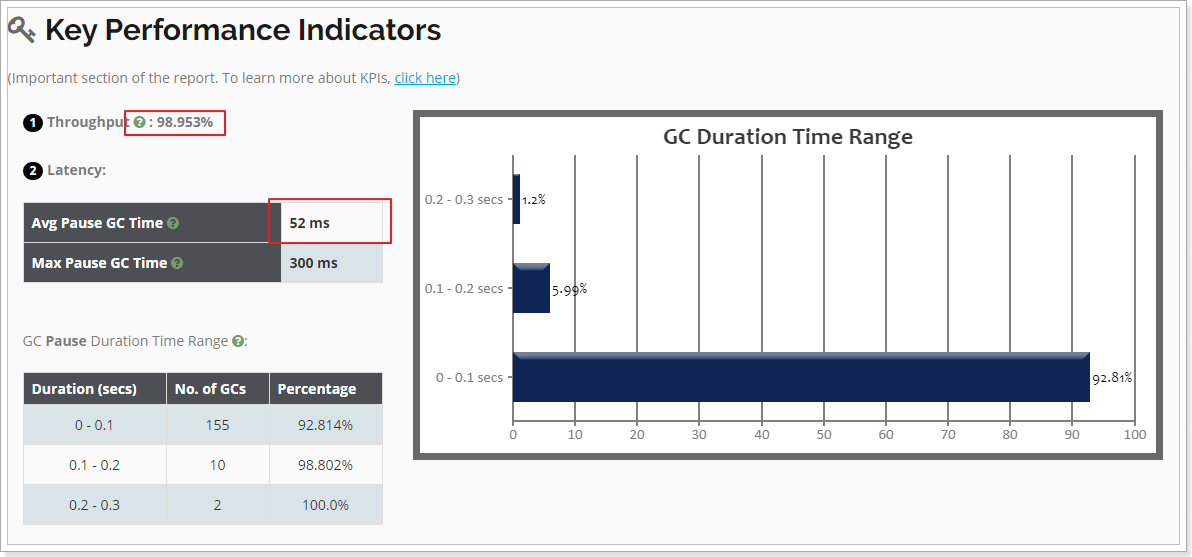 Key Performance Indicators
(Important section of the report. To learn more about KPIs, click here)
1 Throughput ? : 98.953%
2 Latency:
Avg Pause GC Time ? 52 ms
Max Pause GC Time ? 300 ms
GC Pause Duration Time Range ?:
Duration (secs) No. of GCs Percentage
0 - 0.1 155 92.814%
0.1 - 0.2 10 98.802%
0.2 - 0.3 2 100.0%
GC Duration Time Range
0.2 - 0.3 secs 1.2%
0.1 - 0.2 secs 5.99%
0 - 0.1 secs 92.81%
0 10 20 30 40 50 60 70 80 90 100